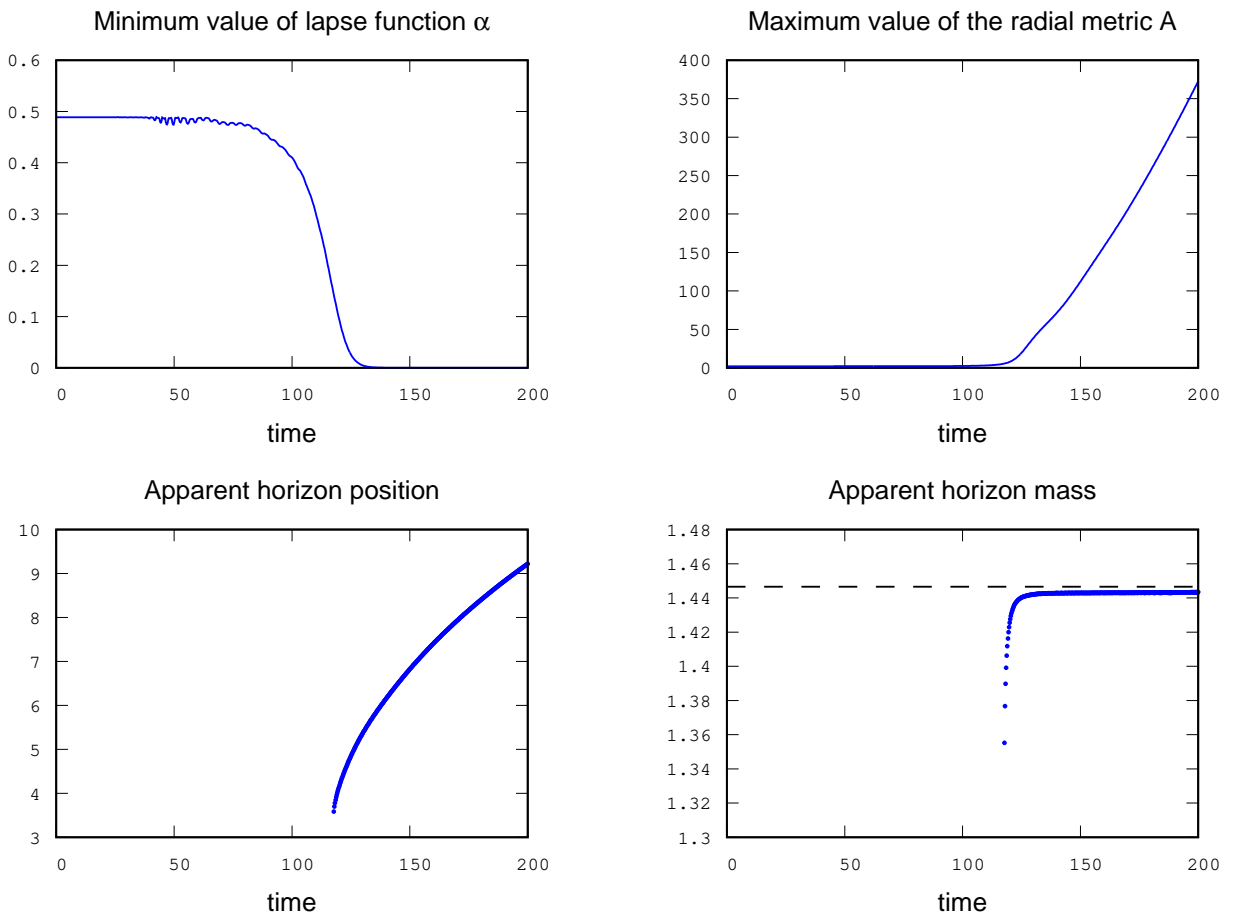 Minimum value of lapse function α
0.6
0.5
0.4
0.3
0.2
0.1
0
0 50 100 150 200
time
Maximum value of the radial metric A
400
350
300
250
200
150
100
50
0
0 50 100 150 200
time
Apparent horizon position
10
9
8
7
6
5
4
3
0 50 100 150 200
time
Apparent horizon mass
1.48
1.46
1.44
1.42
1.4
1.38
1.36
1.34
1.32
1.3
0 50 100 150 200
time